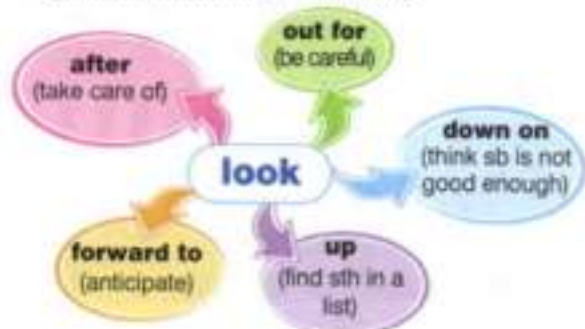 out for
(be careful)
after
(take care of)
down on
(think sb is not
good enough)
look
forward to
(anticipate)
up
(find sth in a
list)